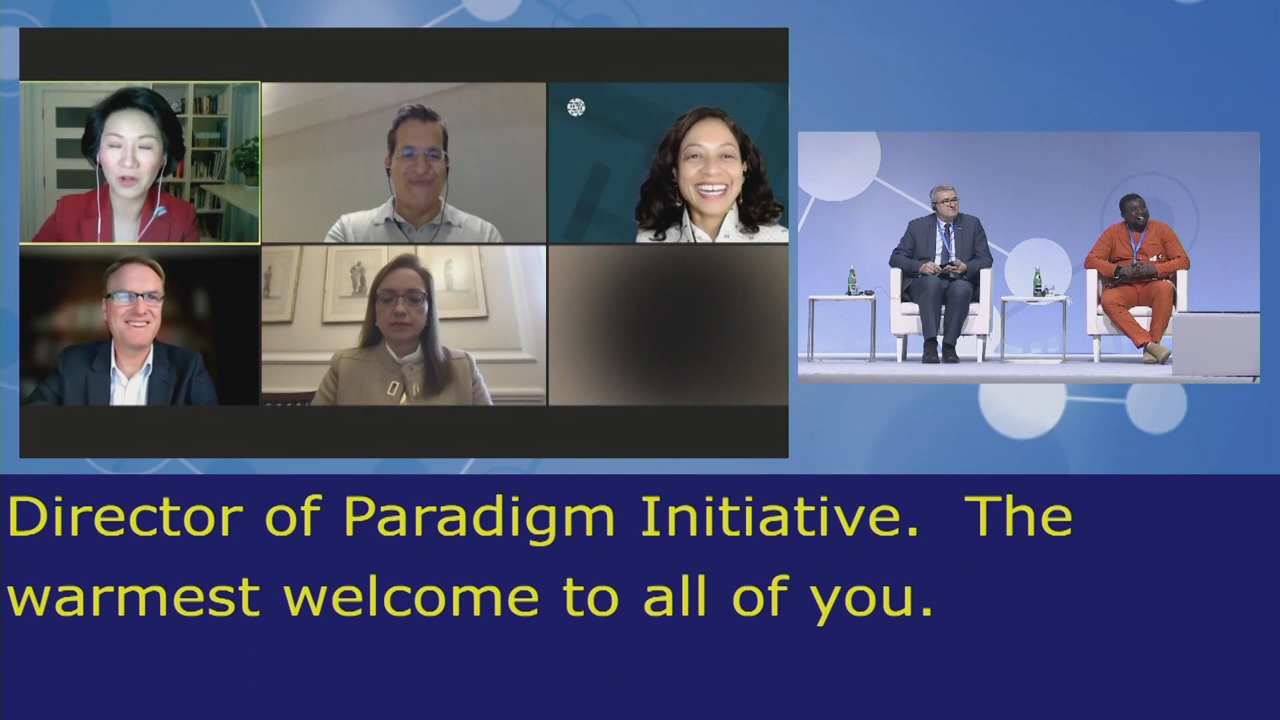 Director of Paradigm Initiative.  The
warmest welcome to all of you.